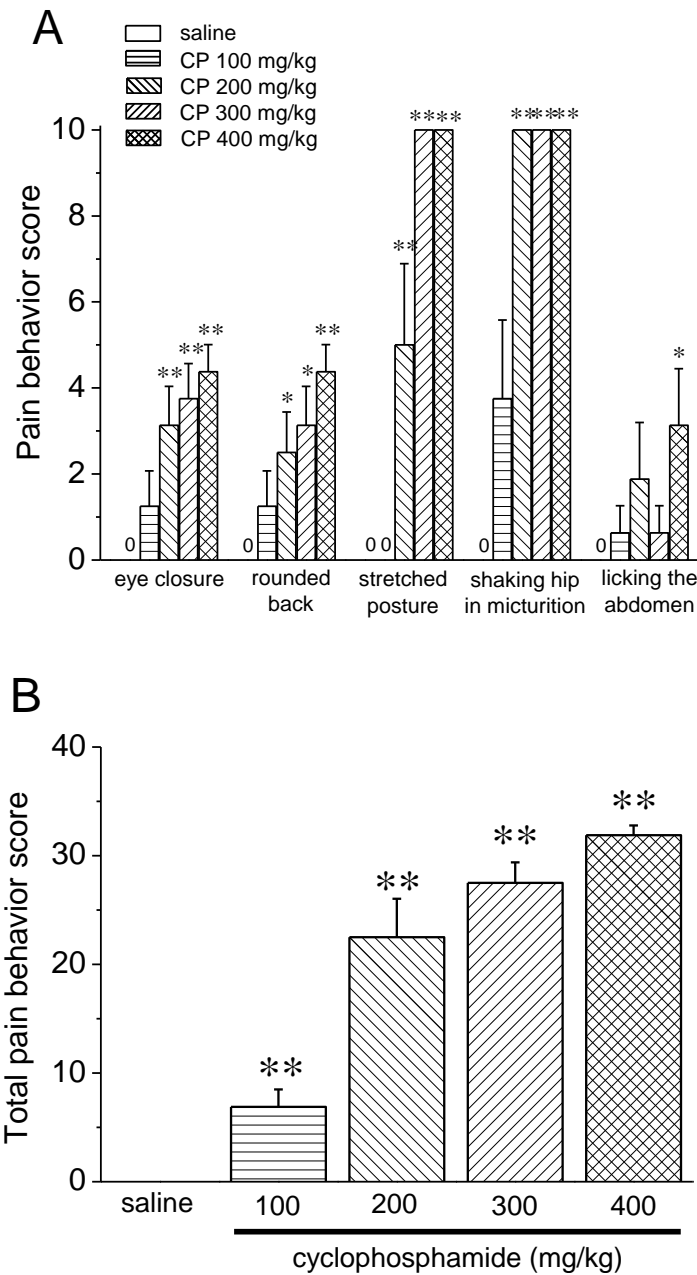 A
saline
CP 100 mg/kg
CP 200 mg/kg
CP 300 mg/kg
CP 400 mg/kg
Pain behavior score
10
8
6
4
2
0
** ** ** ** **
**
** ** ** * * ** *
0 0 0 0 0 0
eye closure
rounded
back
stretched
posture
shaking hip
in micturition
licking the
abdomen
B
Total pain behavior score
40
30
20
10
0
**
**
**
**
saline 100 200 300 400
cyclophosphamide (mg/kg)